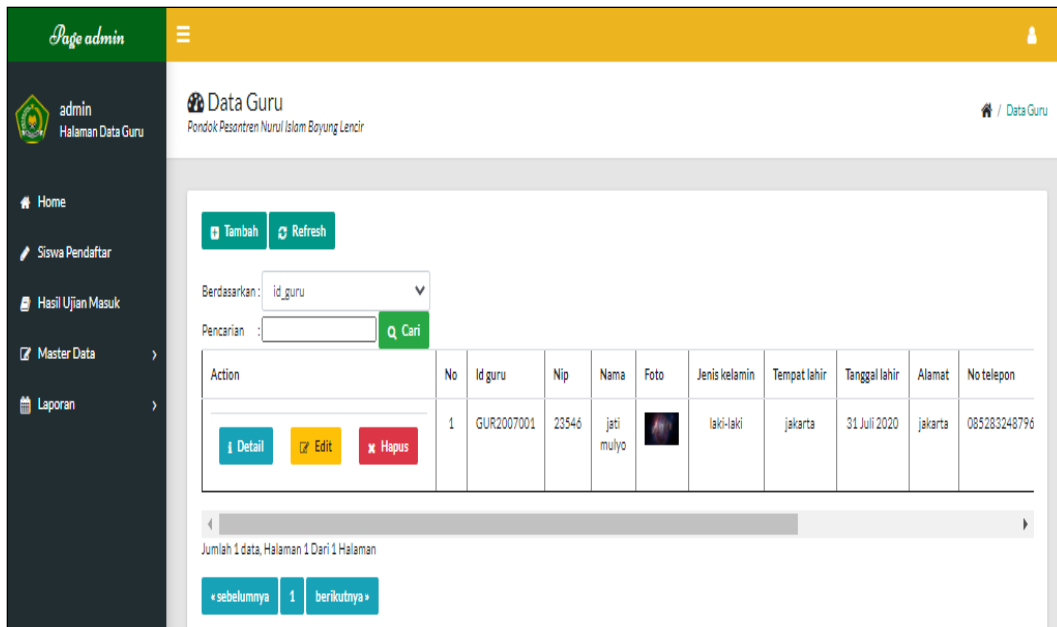 Page admin
admin
Halaman Data Guru
Home
Siswa Pendaftar
Hasil Ujian Masuk
Master Data
Laporan
Data Guru
Pondok Pesantren Nurul Islam Bayung Lencir
/ Data Guru
Tambah Refresh
Berdasarkan : id_guru
Pencarian : Cari
Action No Id guru Nip Nama Foto Jenis kelamin Tempat lahir Tanggal lahir Alamat No telepon
Detail Edit Hapus 1 GUR2007001 23546 jati laki-laki jakarta 31 Juli 2020 jakarta 085283248796
mulyo
Jumlah 1 data, Halaman 1 Dari 1 Halaman
« sebelumnya 1 berikutnya »